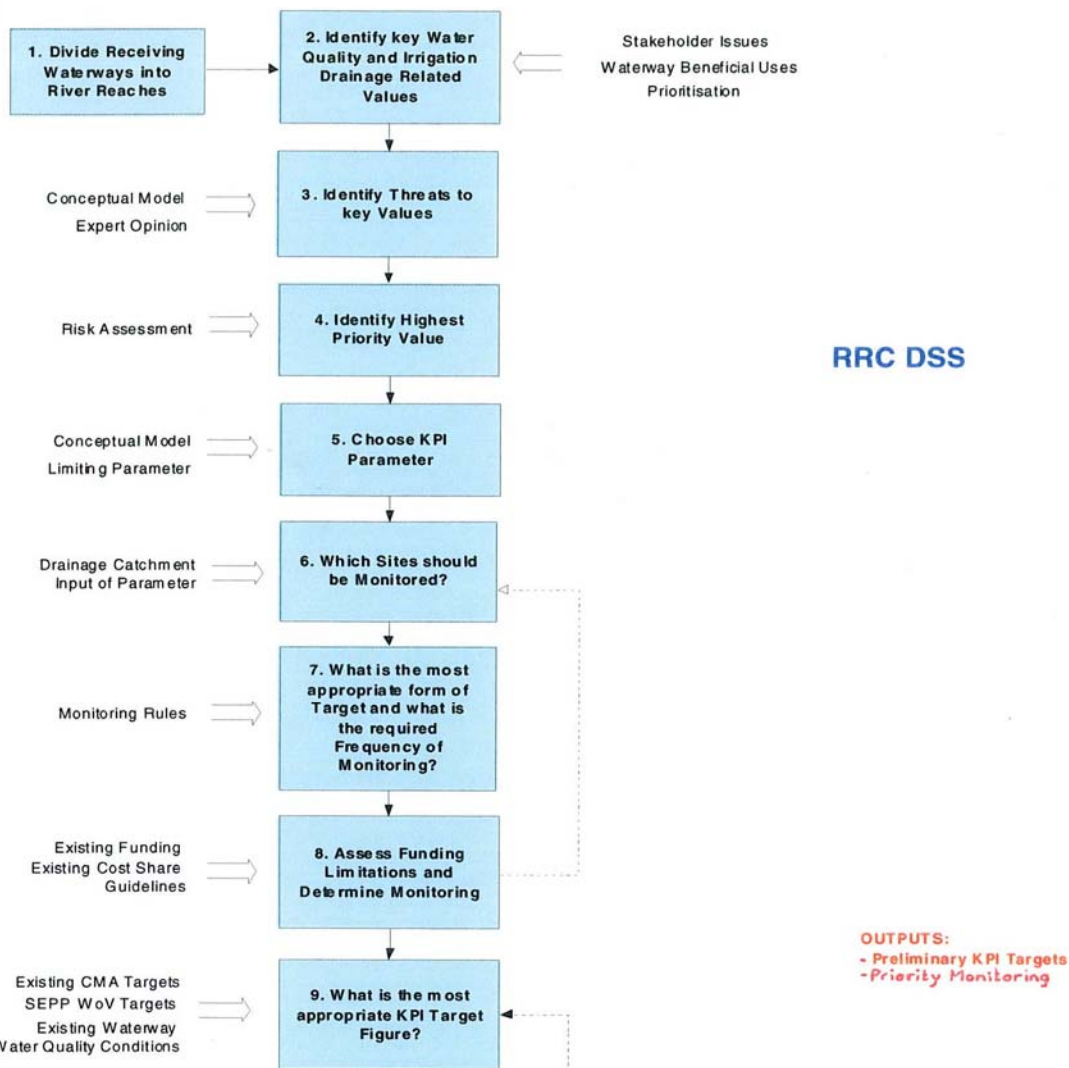 1. Divide Receiving
Waterways into
River Reaches
2. Identify key Water
Quality and Irrigation
Drainage Related
Values
Stakeholder Issues
Waterway Beneficial Uses
Prioritisation
Conceptual Model
Expert Opinion
3. Identify Threats to
key Values
Risk Assessment
4. Identify Highest
Priority Value
RRC DSS
Conceptual Model
Limiting Parameter
5. Choose KPI
Parameter
Drainage Catchment
Input of Parameter
6. Which Sites should
be Monitored?
Monitoring Rules
7. What is the most
appropriate form of
Target and what is
the required
Frequency of
Monitoring?
Existing Funding
Existing Cost Share
Guidelines
8. Assess Funding
Limitations and
Determine Monitoring
OUTPUTS:
- Preliminary KPI Targets
-Priority Monitoring
Existing CMA Targets
SEPP WoV Targets
Existing Waterway
Water Quality Conditions
9. What is the most
appropriate KPI Target
Figure?